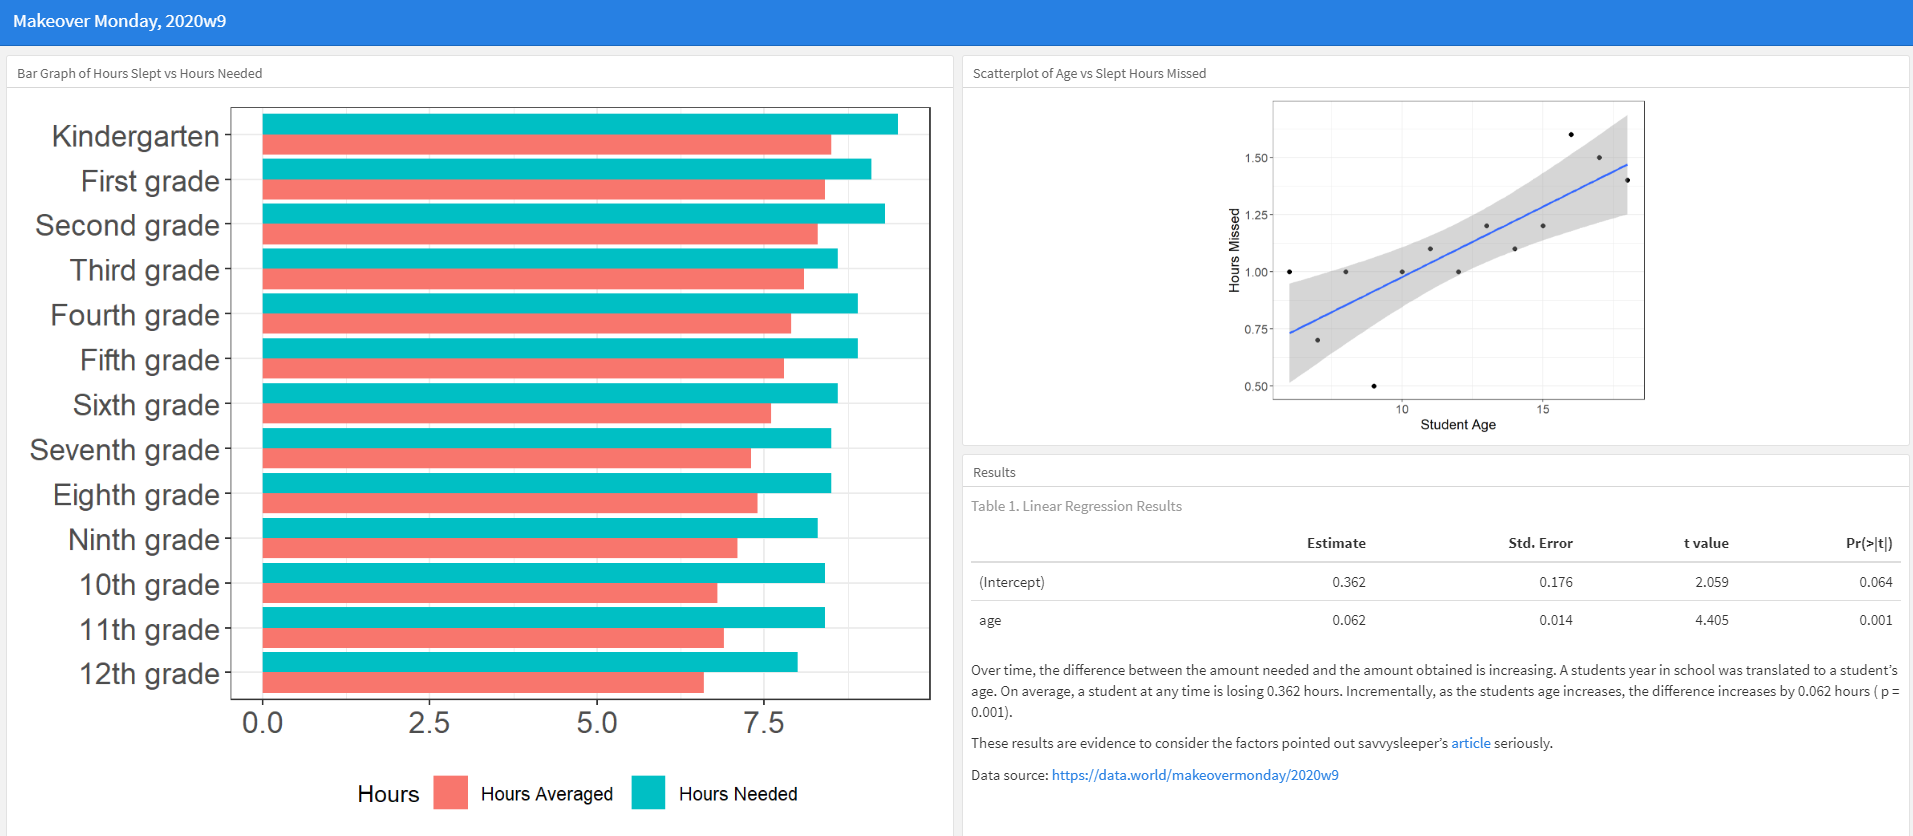 Makeover Monday, 2020w9
Bar Graph of Hours Slept vs Hours Needed
Kindergarten
First grade
Second grade
Third grade
Fourth grade
Fifth grade
Sixth grade
Seventh grade
Eighth grade
Ninth grade
10th grade
11th grade
12th grade
0.0 2.5 5.0 7.5
Hours Hours Averaged Hours Needed
Scatterplot of Age vs Slept Hours Missed
Hours Missed
1.50
1.25
1.00
0.75
0.50
10 15
Student Age
Results
Table 1. Linear Regression Results
Estimate Std. Error t value Pr(>|t|)
(Intercept) 0.362 0.176 2.059 0.064
age 0.062 0.014 4.405 0.001
Over time, the difference between the amount needed and the amount obtained is increasing. A students year in school was translated to a student's
age. On average, a student at any time is losing 0.362 hours. Incrementally, as the students age increases, the difference increases by 0.062 hours ( p =
0.001).
These results are evidence to consider the factors pointed out savvysleeper's article seriously.
Data source: https://data.world/makeovermonday/2020w9